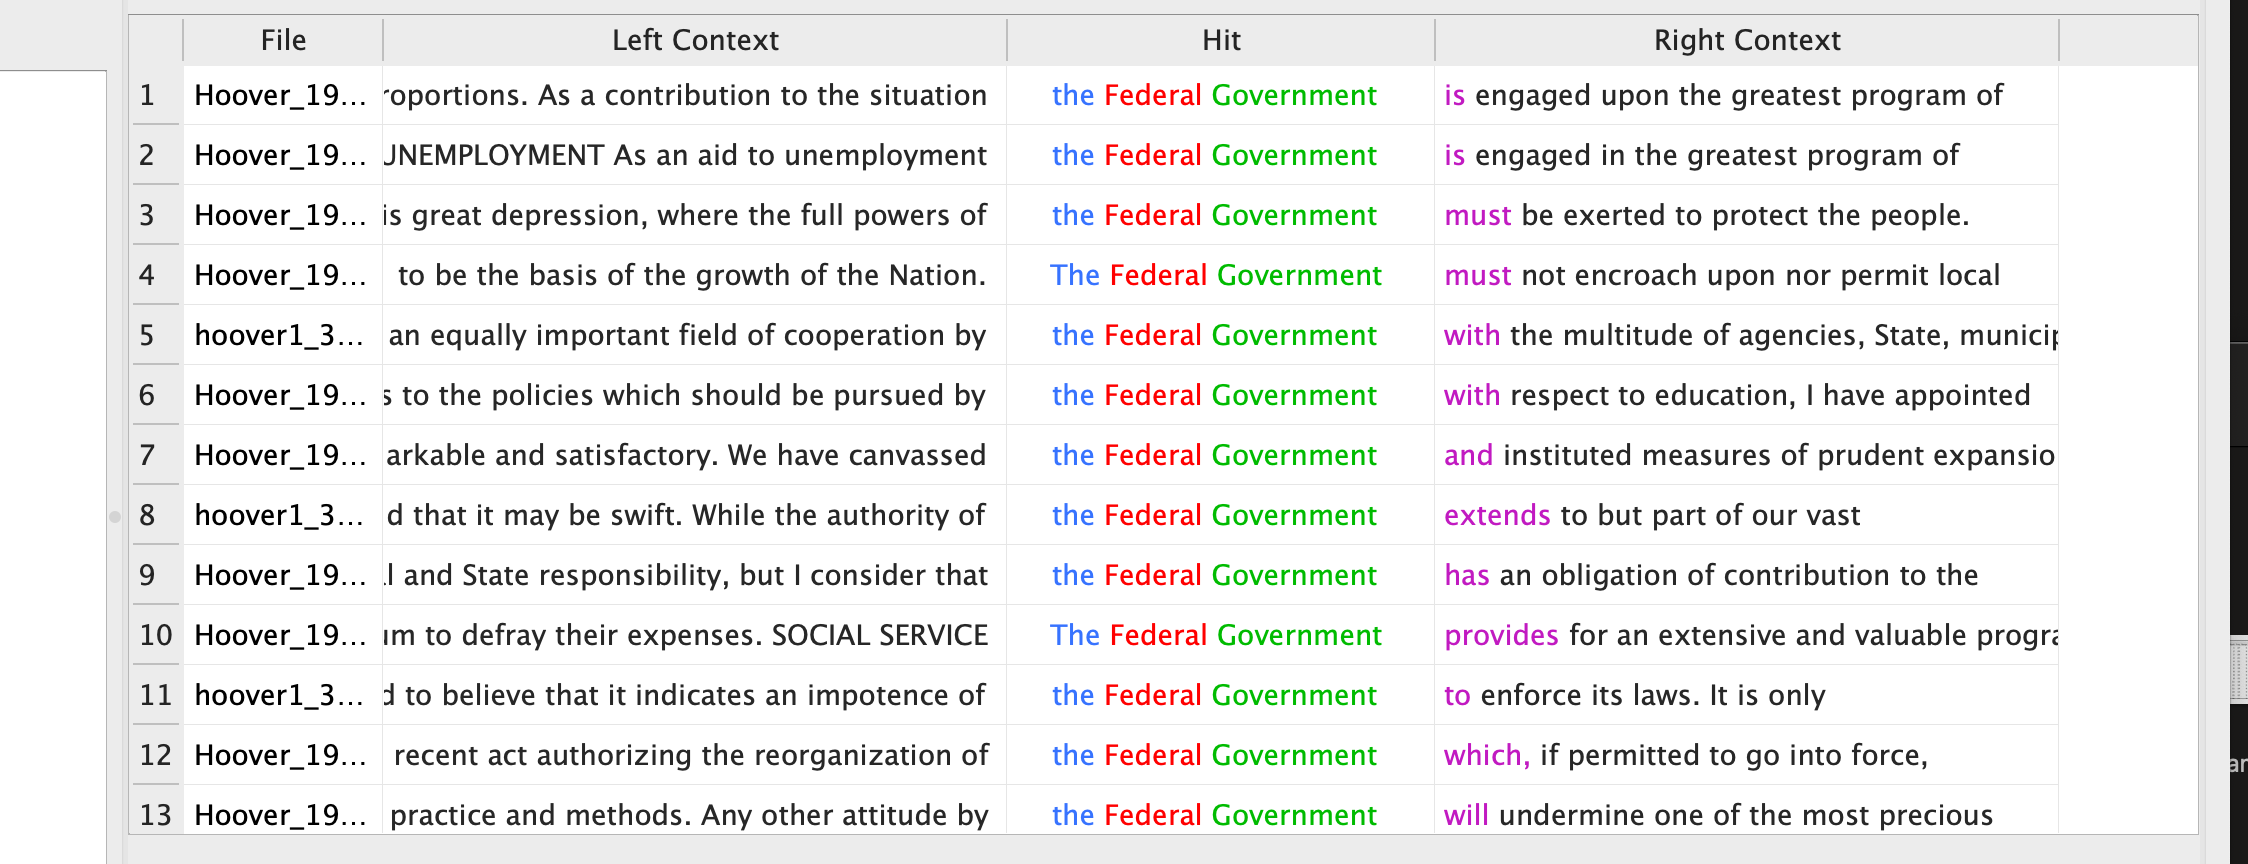 File Left Context Hit Right Context
1 Hoover_19... roportions. As a contribution to the situation the Federal Government is engaged upon the greatest program of
2 Hoover_19... UNEMPLOYMENT As an aid to unemployment the Federal Government is engaged in the greatest program of
3 Hoover_19... is great depression, where the full powers of the Federal Government must be exerted to protect the people.
4 Hoover_19... to be the basis of the growth of the Nation. The Federal Government must not encroach upon nor permit local
5 hoover1_3... an equally important field of cooperation by the Federal Government with the multitude of agencies, State, municip
6 Hoover_19... s to the policies which should be pursued by the Federal Government with respect to education, I have appointed
7 Hoover_19... arkable and satisfactory. We have canvassed the Federal Government and instituted measures of prudent expansio
8 hoover1_3... d that it may be swift. While the authority of the Federal Government extends to but part of our vast
9 Hoover_19... l and State responsibility, but I consider that the Federal Government has an obligation of contribution to the
10 Hoover_19... um to defray their expenses. SOCIAL SERVICE The Federal Government provides for an extensive and valuable progra
11 hoover1_3... d to believe that it indicates an impotence of the Federal Government to enforce its laws. It is only
12 Hoover_19... recent act authorizing the reorganization of the Federal Government which, if permitted to go into force,
13 Hoover_19... practice and methods. Any other attitude by the Federal Government will undermine one of the most precious